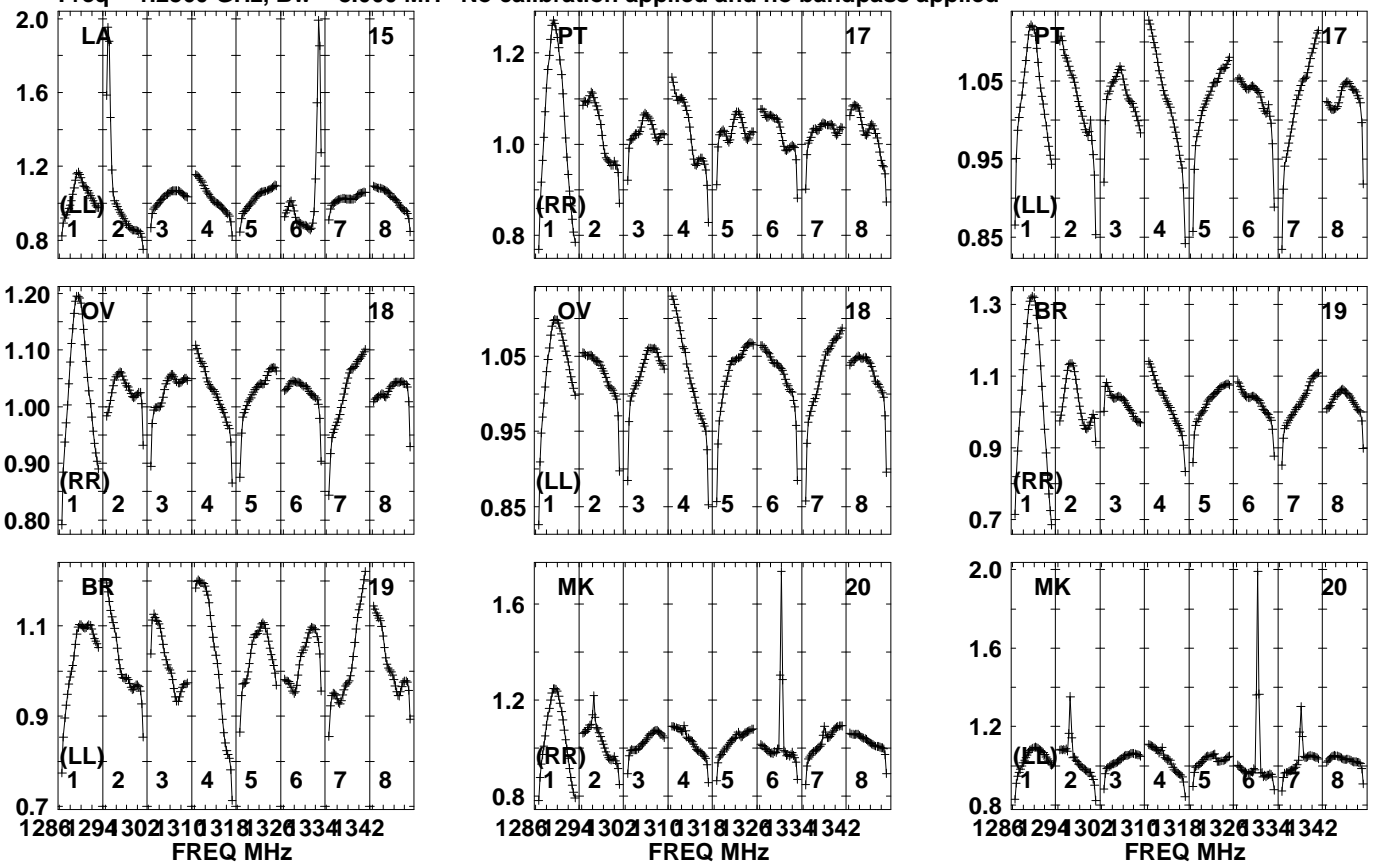 No calibration applied and no bandpass applied
2.0 LA 15 PT 17 PT 17
1.6 1.2 1.05
1.2 1.0 0.95
(LL) (RR) (LL)
0.8 1 2 3 4 5 6 7 8 0.8 1 2 3 4 5 6 7 8 0.85 1 2 3 4 5 6 7 8
1.20 OV 18 OV 18 1.3 BR 19
1.10 1.05 1.1
1.00 0.95 0.9
0.90
(RR) (LL) (RR)
0.80 1 2 3 4 5 6 7 8 0.85 1 2 3 4 5 6 7 8 0.7 1 2 3 4 5 6 7 8
BR 19 MK 20 2.0 MK 20
1.1 1.6 1.6
0.9 1.2 1.2
(LL) (RR) (LL)
0.7 1 2 3 4 5 6 7 8 0.8 1 2 3 4 5 6 7 8 0.8 1 2 3 4 5 6 7 8
1286 1294 1302 1310 1318 1326 1334 1342 1286 1294 1302 1310 1318 1326 1334 1342 1286 1294 1302 1310 1318 1326 1334 1342
FREQ MHz FREQ MHz FREQ MHz